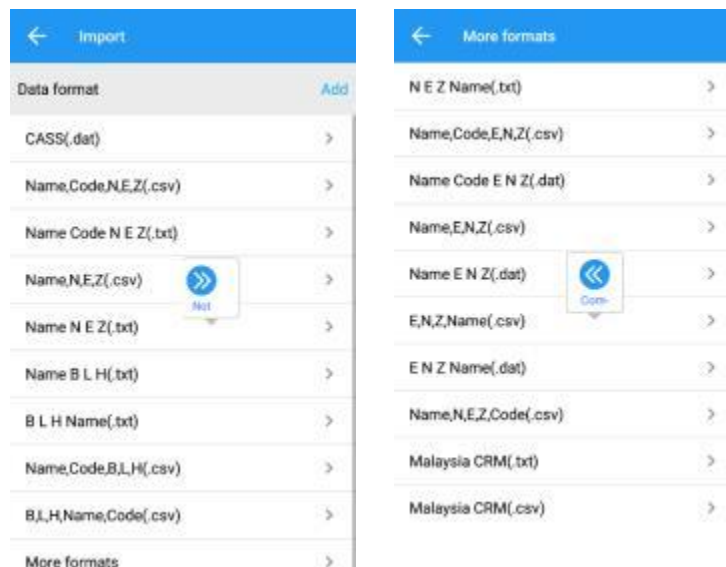 Import
Data format Add
CASS(.dat)
Name,Code,N,E,Z(.csv)
Name Code N E Z(.txt)
Name,N,E,Z(.csv)
Not
Name N E Z(.txt)
Name B L H(.txt)
B L H Name(.txt)
Name,Code,B,L,H(.csv)
B,L,H,Name,Code(.csv)
More formats
More formats
N E Z Name(.txt)
Name,Code,E,N,Z(.csv)
Name Code E N Z(.dat)
Name,E,N,Z(.csv)
Name E N Z(.dat)
Com-
E,N,Z,Name(.csv)
E N Z Name(.dat)
Name,N,E,Z,Code(.csv)
Malaysia CRM(.txt)
Malaysia CRM(.csv)